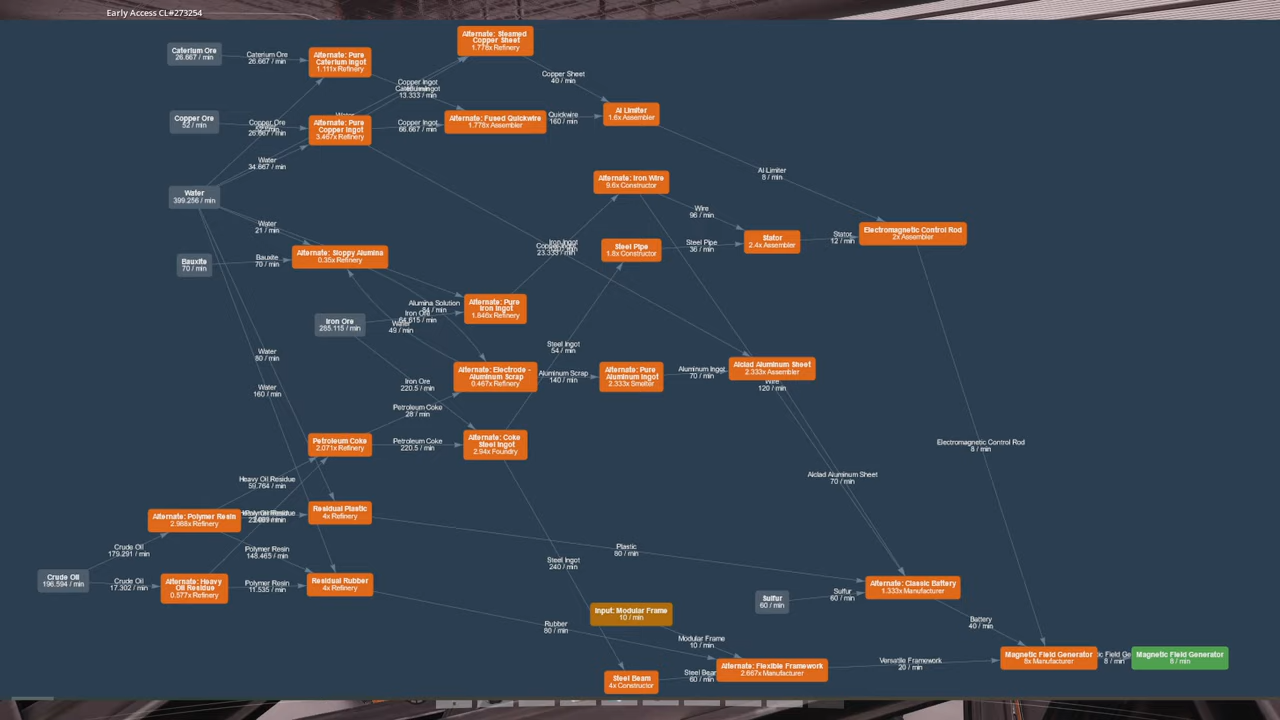 Early Access CL#273254
Alternate: Steamed
Copper Sheet
1.778x Refinery
Caterium Ore
26.667 / min
Caterium Ore
26.667 / min
Alternate: Pure
Caterium Ingot
1.111x Refinery
Copper Sheet
40 / min
Copper Ingot
13.333 / min
Copper Ore
52 / min
Copper Ore
Alternate: Pure
Copper Ingot
3.467x Refinery
Copper Ingot
66.667 / min
Alternate: Fused Quickwire
1.778x Assembler
Quickwire
160 / min
AI Limiter
1.6x Assembler
Water
34.667 / min
AI Limiter
8 / min
Water
399.256 / min
Alternate: Iron Wire
9.6x Constructor
Wire
96 / min
Water
21 / min
Electromagnetic Control Rod
2x Assembler
Stator
12 / min
Stator
2.4x Assembler
Steel Pipe
36 / min
Steel Pipe
1.8x Constructor
23.333 / min
Alternate: Sloppy Alumina
0.35x Refinery
Bauxite
70 / min
Bauxite
70 / min
Alumina Solution
84 / min
Alternate: Pure
Iron Ingot
1.846x Refinery
Iron Ore
285.115 / min
Iron Ore
Water
49 / min
Steel Ingot
54 / min
Water
80 / min
Alternate: Electrode -
Aluminum Scrap
0.467x Refinery
Aluminum Scrap
140 / min
Alternate: Pure
Aluminum Ingot
2.333x Smelter
Aluminum Ingot
70 / min
Alclad Aluminum Sheet
2.333x Assembler
Wire
120 / min
Iron Ore
220.5 / min
Water
160 / min
Petroleum Coke
28 / min
Petroleum Coke
2.071x Refinery
Petroleum Coke
220.5 / min
Alternate: Coke
Steel Ingot
2.94x Foundry
Electromagnetic Control Rod
8 / min
Alclad Aluminum Sheet
70 / min
Heavy Oil Residue
59.764 / min
Alternate: Polymer Resin
2.988x Refinery
Residual Plastic
4x Refinery
Crude Oil
179.291 / min
Polymer Resin
148.465 / min
Plastic
80 / min
Steel Ingot
240 / min
Crude Oil
196.594 / min
Crude Oil
17.302 / min
Alternate: Heavy
Oil Residue
0.577x Refinery
Polymer Resin
11.535 / min
Residual Rubber
4x Refinery
Alternate: Classic Battery
1.333x Manufacturer
Sulfur
60 / min
Sulfur
60 / min
Input: Modular Frame
10 / min
Battery
40 / min
Rubber
80 / min
Modular Frame
10 / min
Steel Beam
4x Constructor
Steel Beam
60 / min
Alternate: Flexible Framework
2.667x Manufacturer
Versatile Framework
20 / min
Magnetic Field Generator
8x Manufacturer
8 / min
Magnetic Field Generator
8 / min